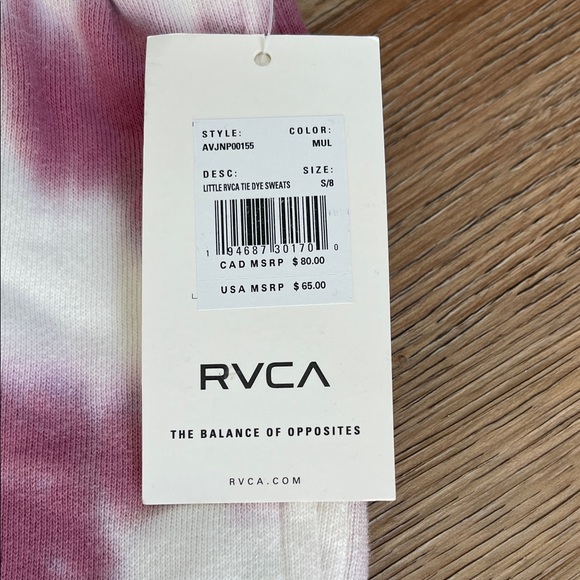 STYLE: COLOR:
AVJNP00155 MUL
DESC: SIZE:
LITTLE RVCA TIE DYE SWEATS S/8
1 94687 30170 0
CAD MSRP $ 80.00
USA MSRP $ 65.00
RVCA
THE BALANCE OF OPPOSITES
RVCA.COM